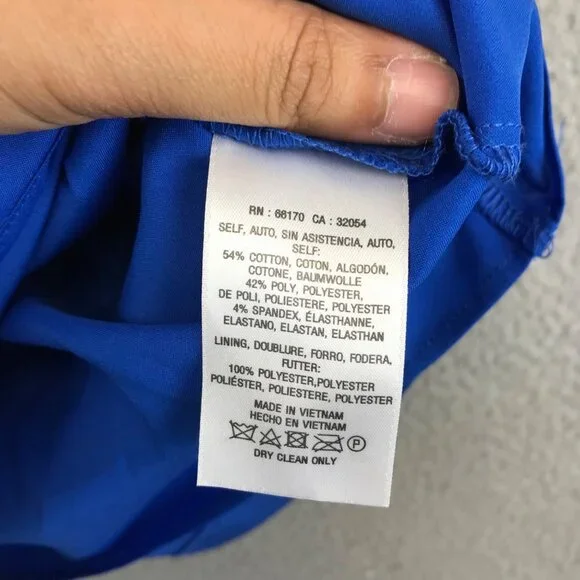 RN : 66170 CA : 32054
SELF, AUTO, SIN ASISTENCIA, AUTO,
SELF:
54% COTTON, COTON, ALGODÓN,
COTONE, BAUMWOLLE
42% POLY, POLYESTER,
DE POLI, POLIESTERE, POLYESTER
4% SPANDEX, ÉLASTHANNE,
ELASTANO, ELASTAN, ELASTHAN
LINING, DOUBLURE, FORRO, FODERA,
FUTTER:
100% POLYESTER,POLYESTER
POLIÉSTER, POLIESTERE, POLYESTER
MADE IN VIETNAM
HECHO EN VIETNAM
P
DRY CLEAN ONLY